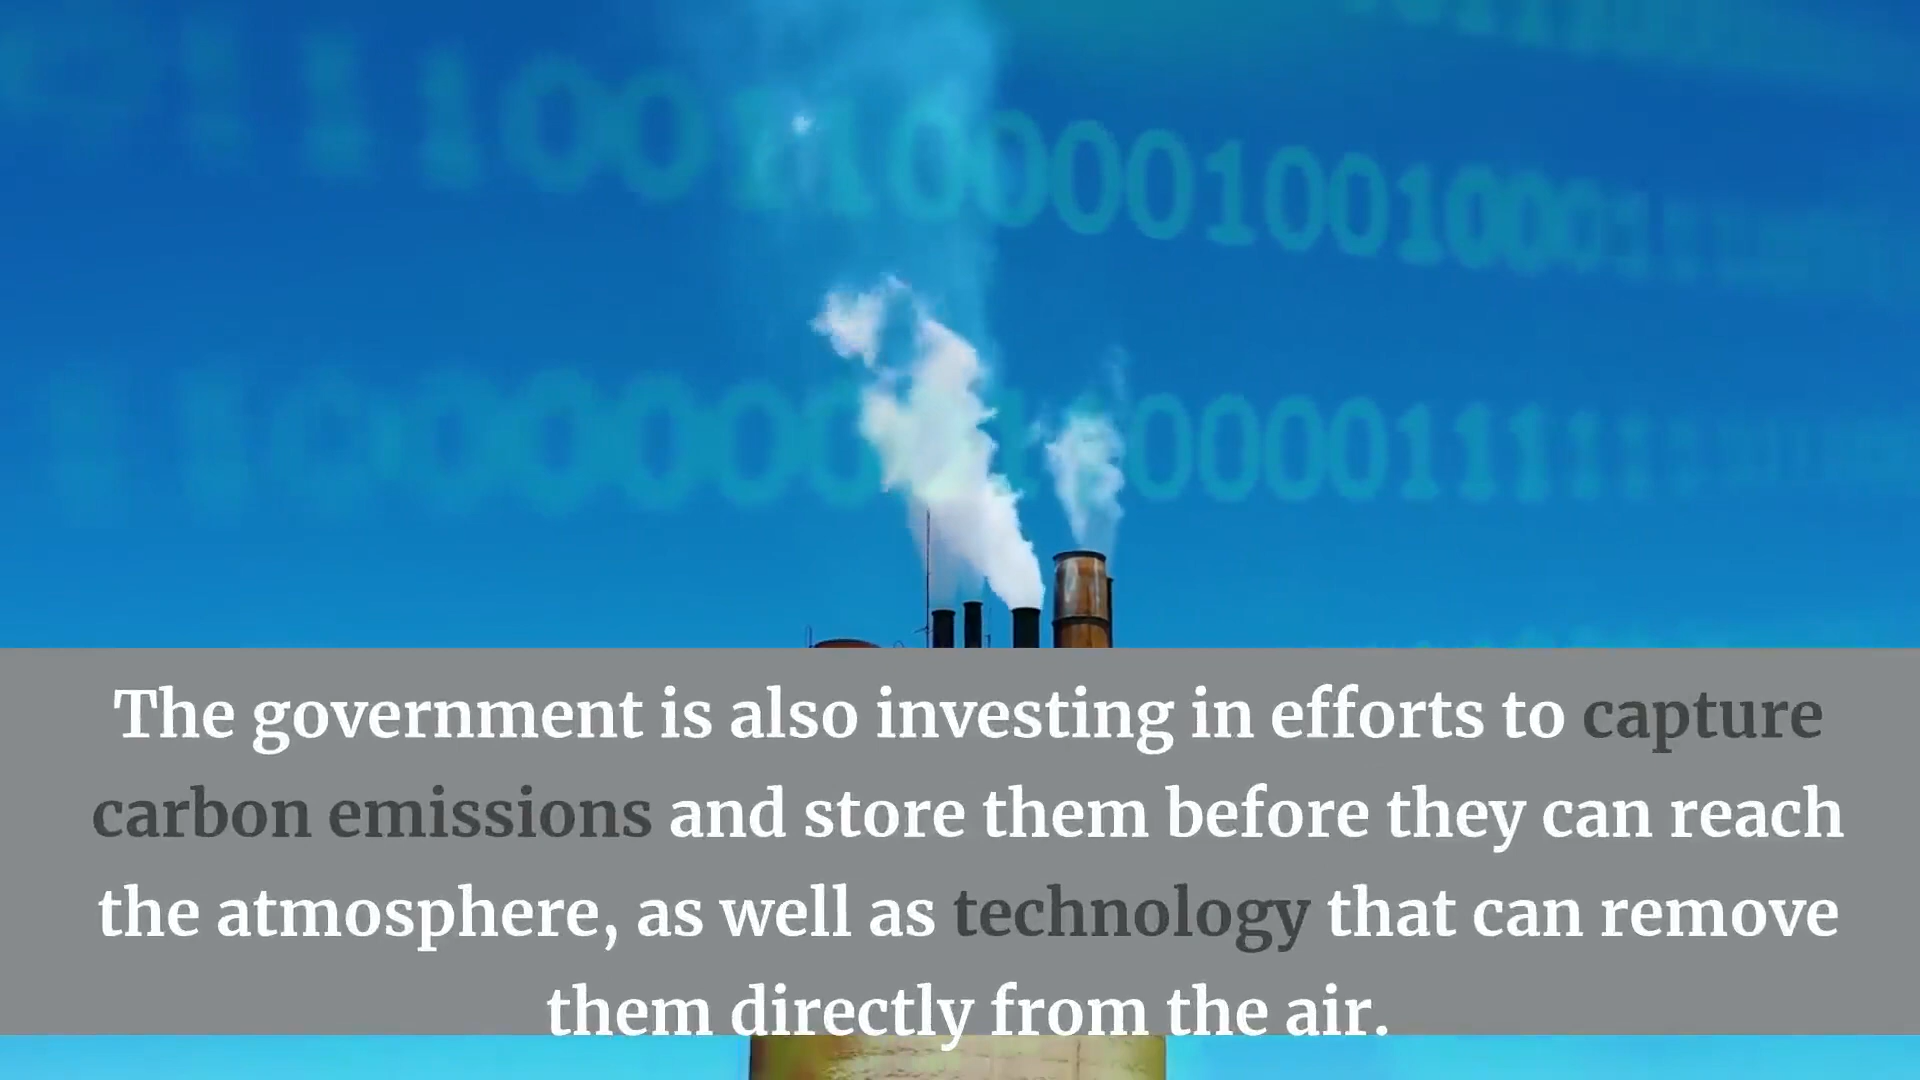 The government is also investing in efforts to capture
carbon emissions and store them before they can reach
the atmosphere, as well as technology that can remove
them directly from the air.